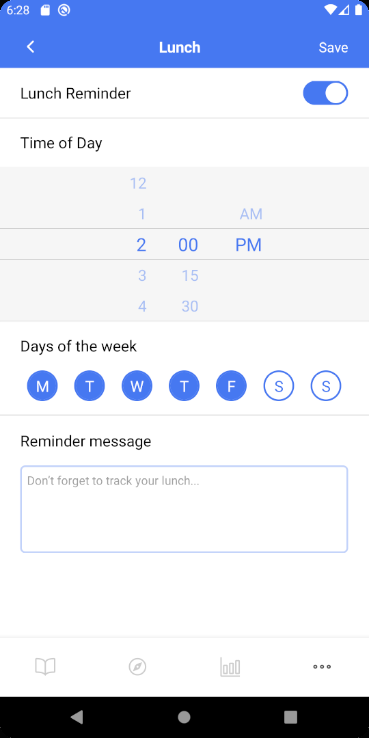 6:28
Lunch
Save
Lunch Reminder
Time of Day
12
1 AM
2 00 PM
3 15
4 30
Days of the week
M T W T F S S
Reminder message
Don't forget to track your lunch...